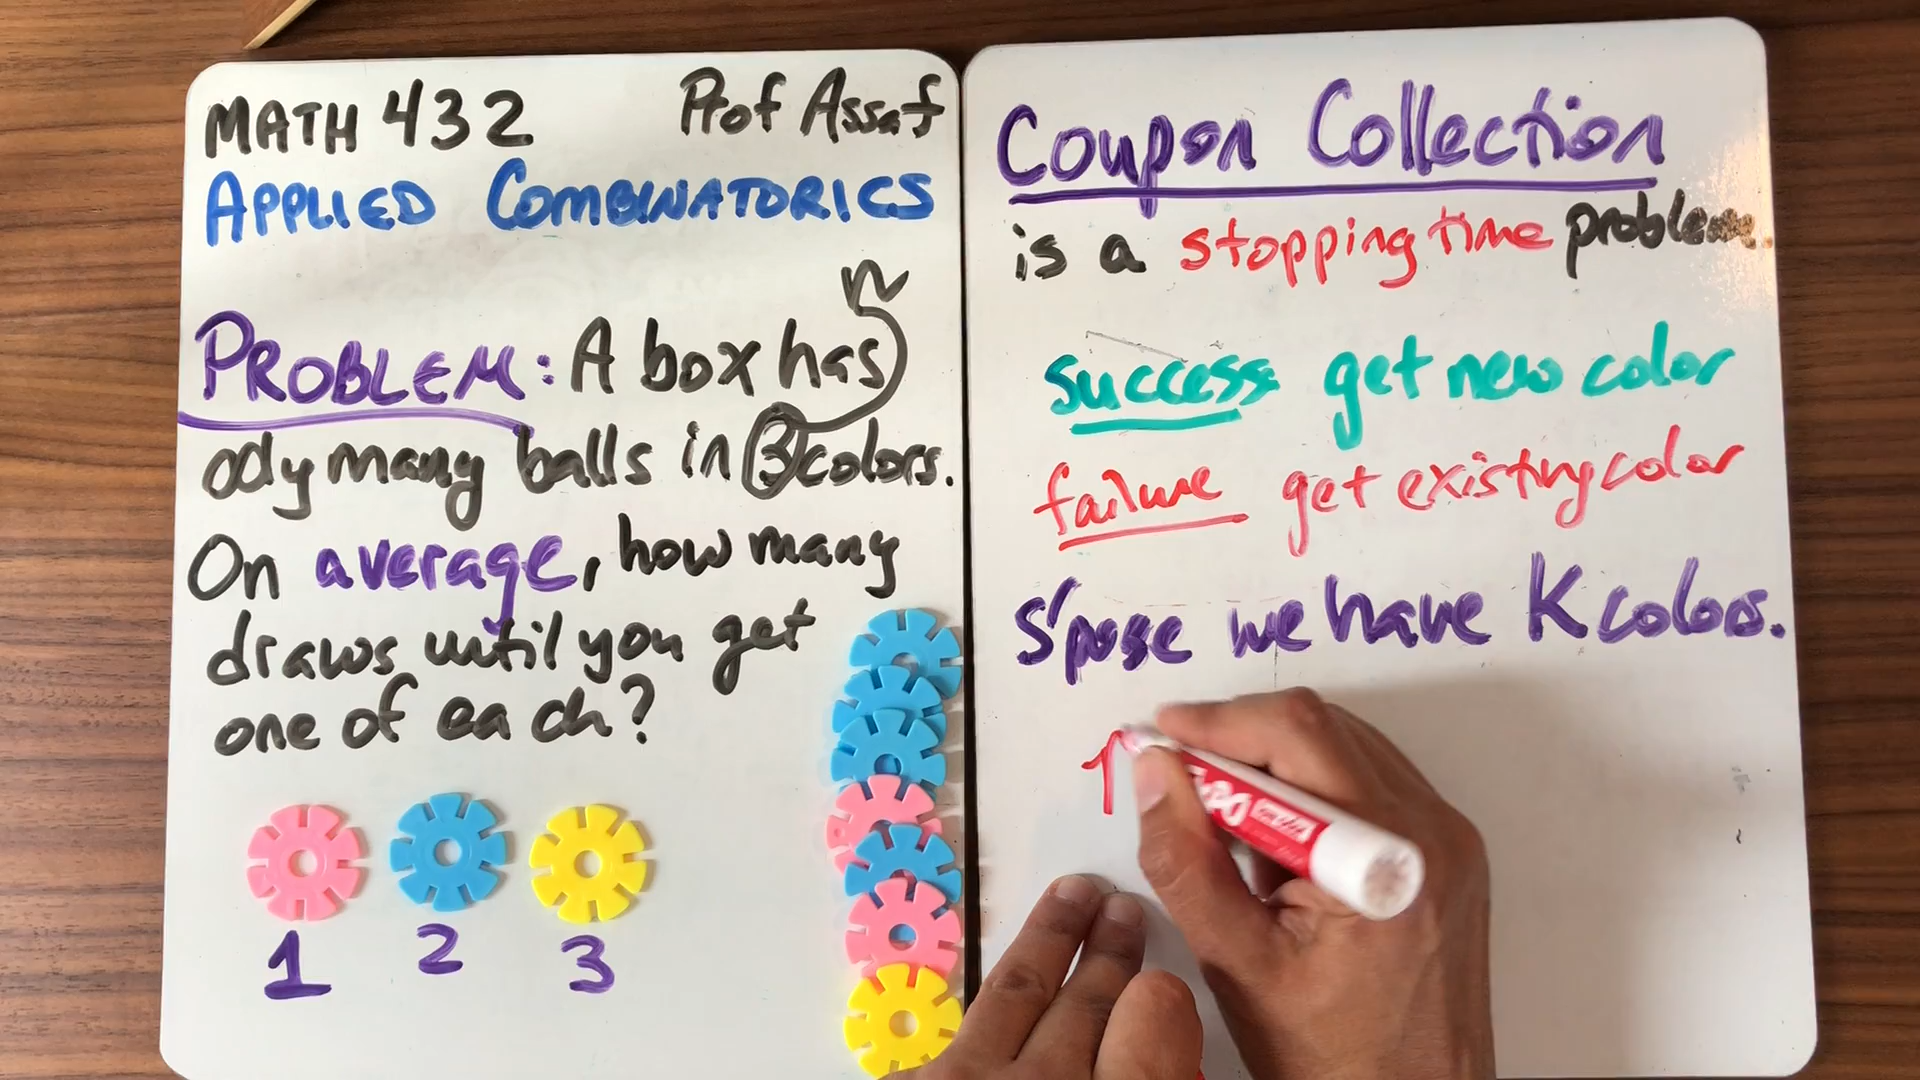 MATH 432 Prof Assaf
APPLIED COMBINATORICS
PROBLEM: A box has
n
ody many balls in 3 colors.
On average, how many
draws until you get
one of each?
1 2 3
Coupon Collection
is a stopping time problem.
success get new color
failure get existing color
S'pose we have K colors.
EXPO